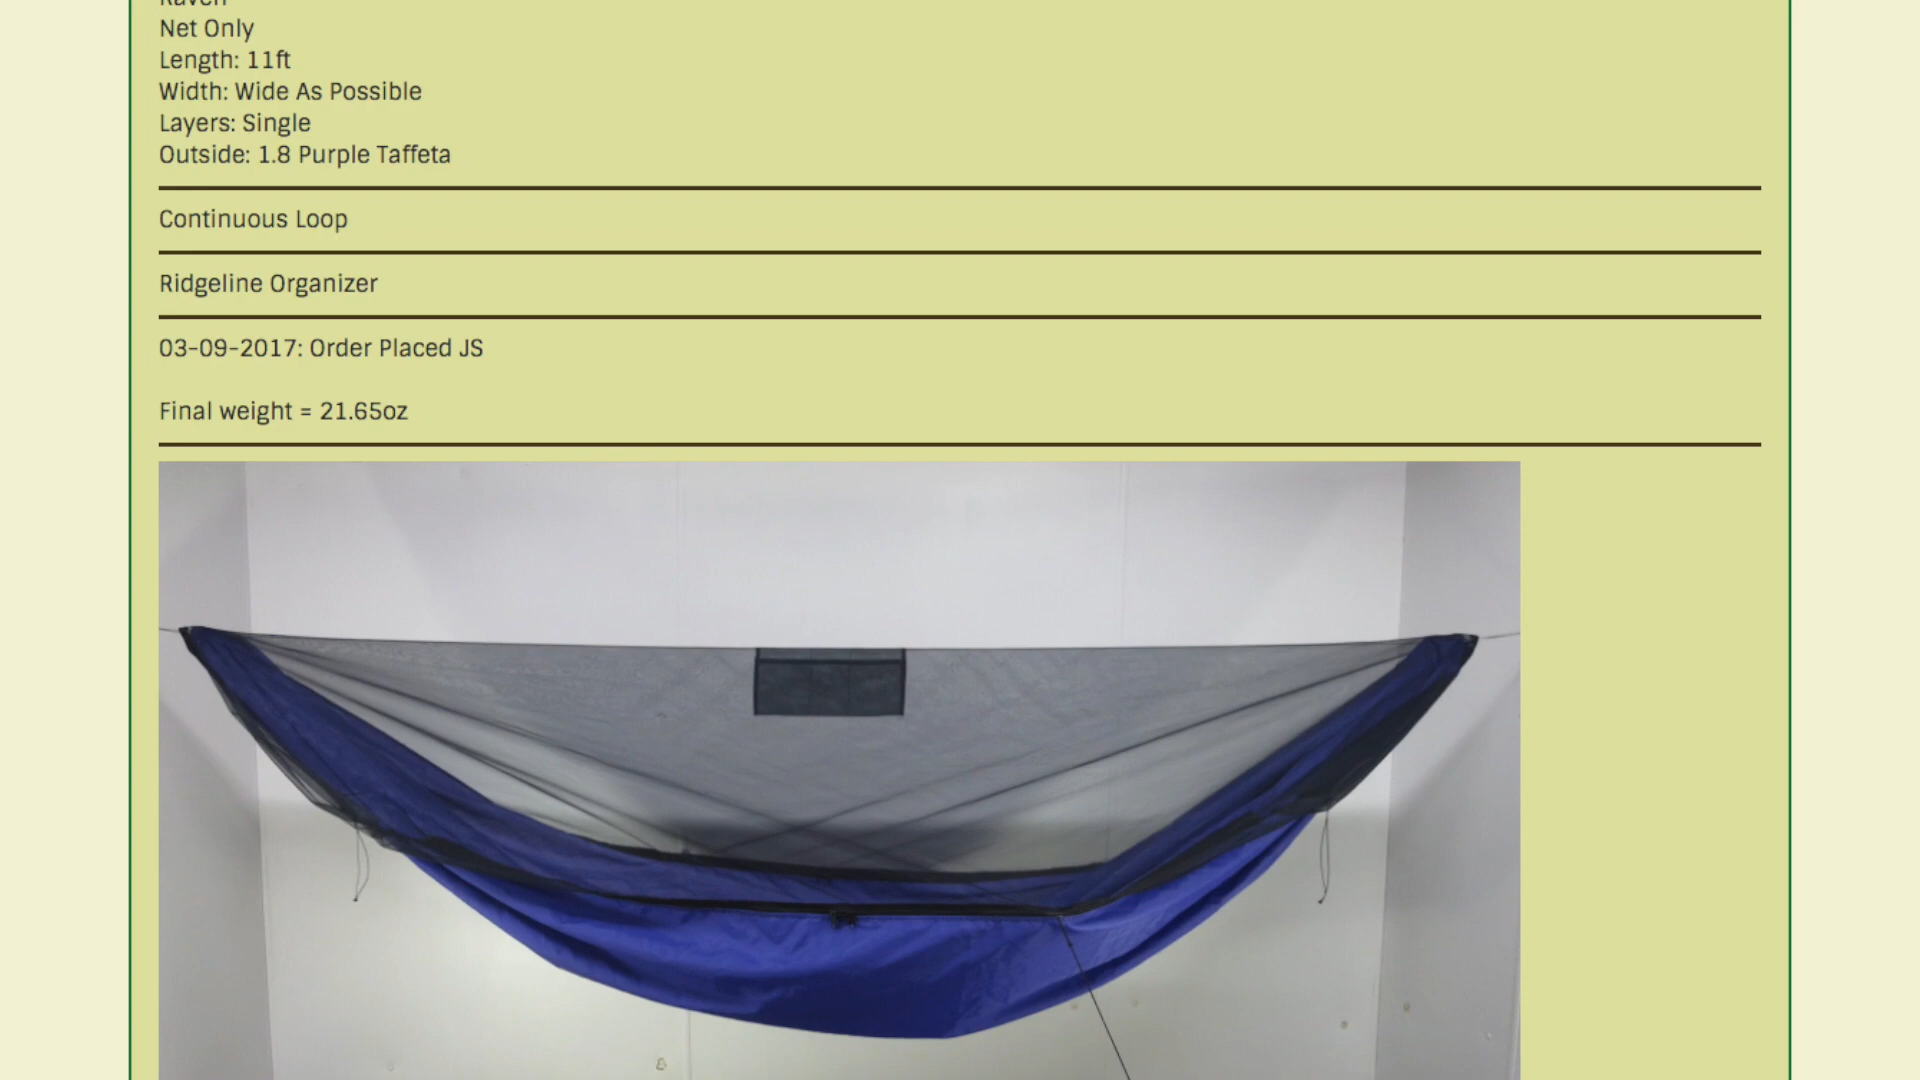 Raven
Net Only
Length: 11ft
Width: Wide As Possible
Layers: Single
Outside: 1.8 Purple Taffeta
Continuous Loop
Ridgeline Organizer
03-09-2017: Order Placed JS
Final weight = 21.65oz